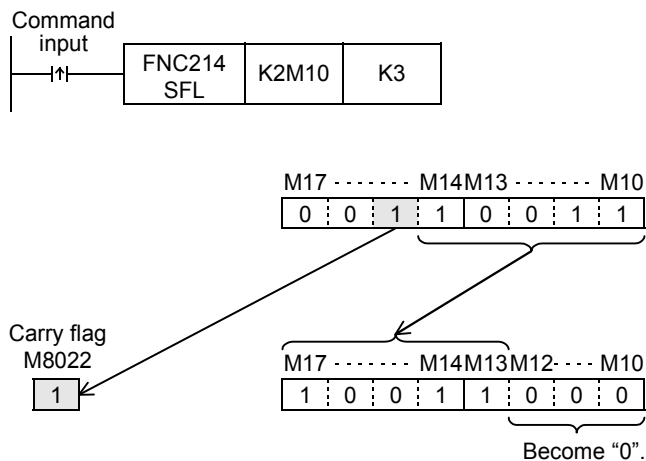 Command
input
FNC214
SFL
K2M10
K3
M17 - - - - - - - M14 M13 - - - - - - - M10
0 0 1 1 0 0 1 1
Carry flag
M8022
1
M17 - - - - - - - M14 M13 M12 - - - - M10
1 0 0 1 1 0 0 0
Become “0”.